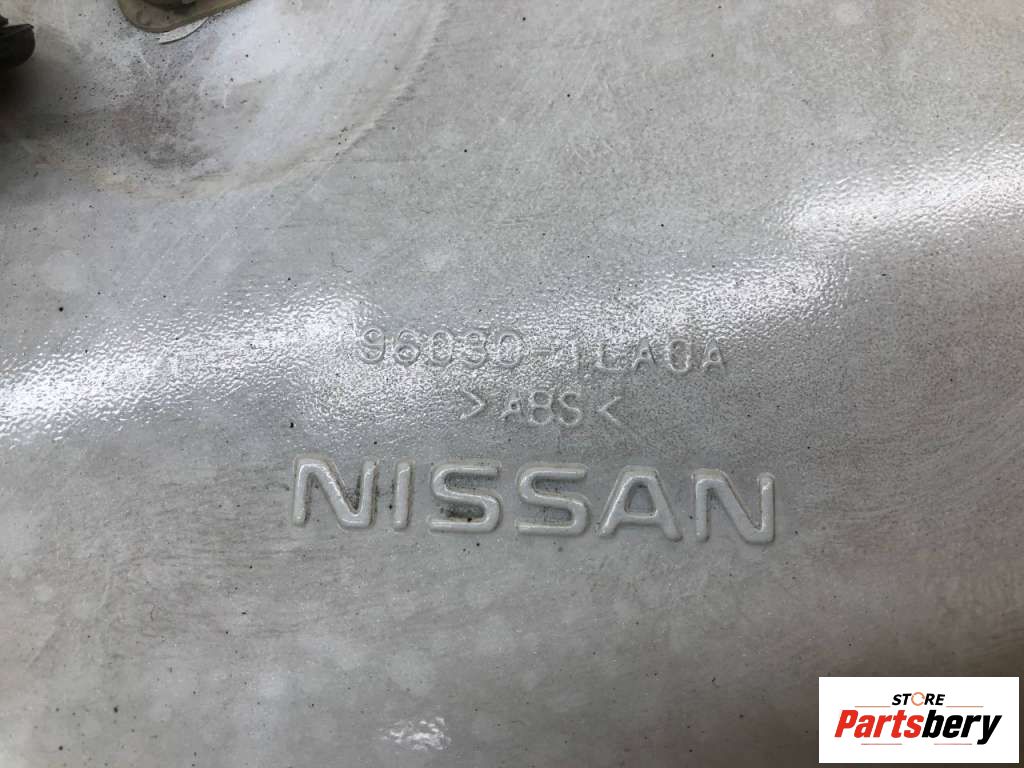 96030-1LA0A
>ABS<
NISSAN
STORE
Partsbery